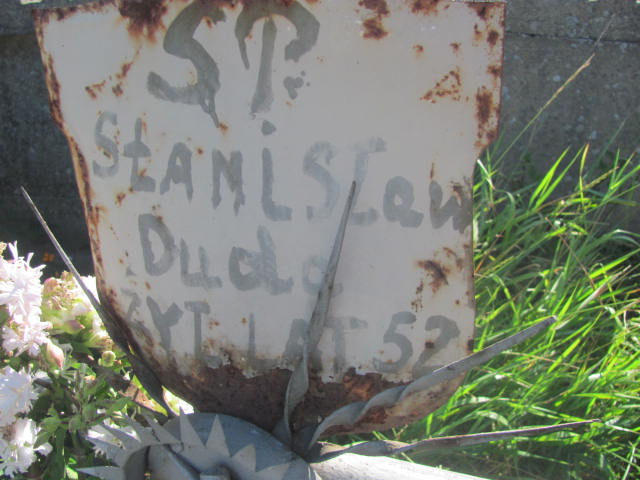 ŚP.
Stanisław
Duda
ŻYŁ LAT 52